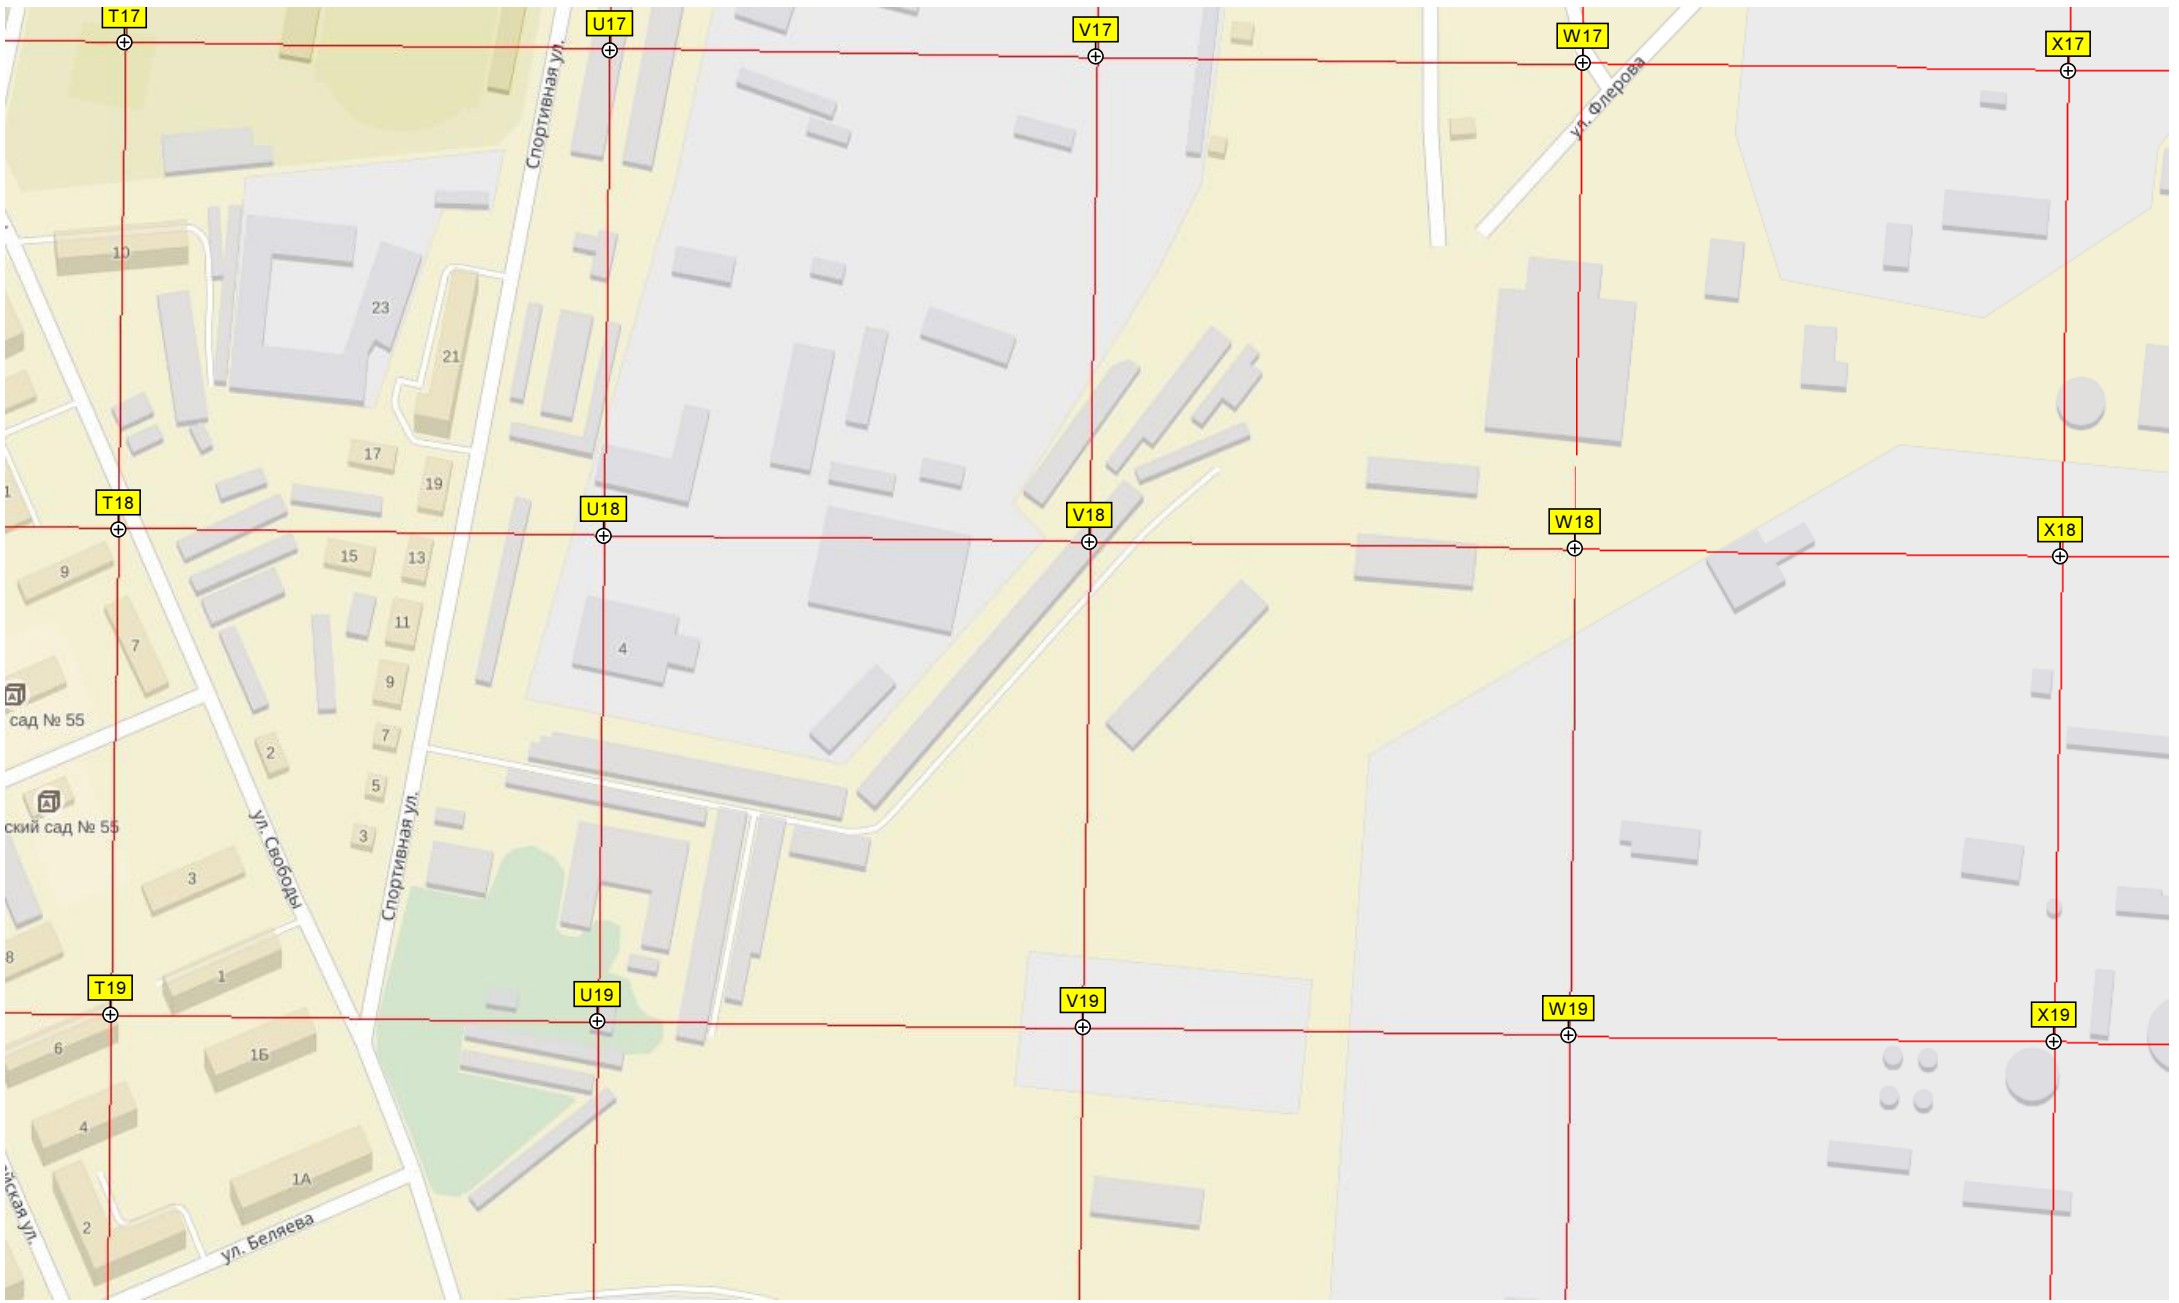 T17
U17
V17
W17
X17
Спортивная ул.
ул. Флерова
10
23
21
17
19
1
T18
U18
V18
W18
X18
9
15
13
7
11
4
9
сад № 55
7
2
5
ский сад № 55
3
ул. Свободы
Спортивная ул.
3
8
1
T19
U19
V19
W19
X19
6
1Б
4
1А
2
ул. Беляева
йская ул.